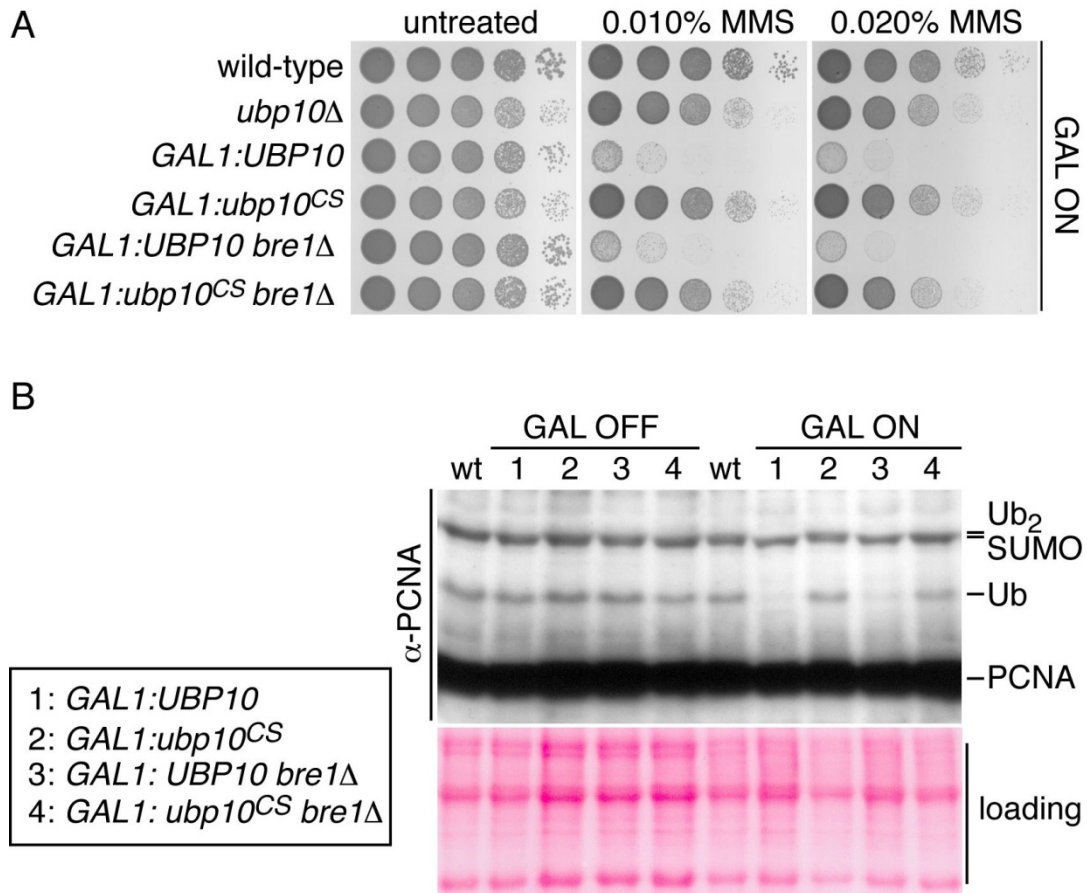 A
untreated 0.010% MMS 0.020% MMS
wild-type
ubp10Δ
GAL1:UBP10
GAL1:ubp10CS
GAL1:UBP10 bre1Δ
GAL1:ubp10CS bre1Δ
GAL ON
B
GAL OFF GAL ON
wt 1 2 3 4 wt 1 2 3 4
α-PCNA
Ub2
SUMO
Ub
PCNA
loading
1: GAL1:UBP10
2: GAL1:ubp10CS
3: GAL1: UBP10 bre1Δ
4: GAL1: ubp10CS bre1Δ